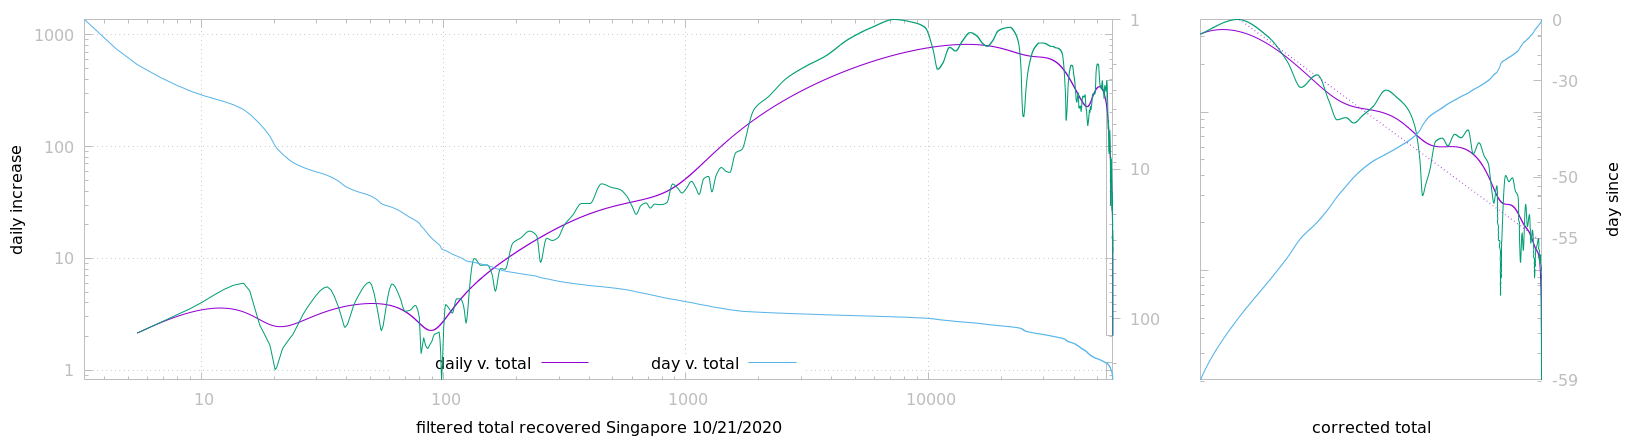 1000
100
10
1
daily increase
10
100
1000
10000
filtered total recovered Singapore 10/21/2020
daily v. total
day v. total
1
10
100
0
-30
-50
-55
-59
day since
corrected total